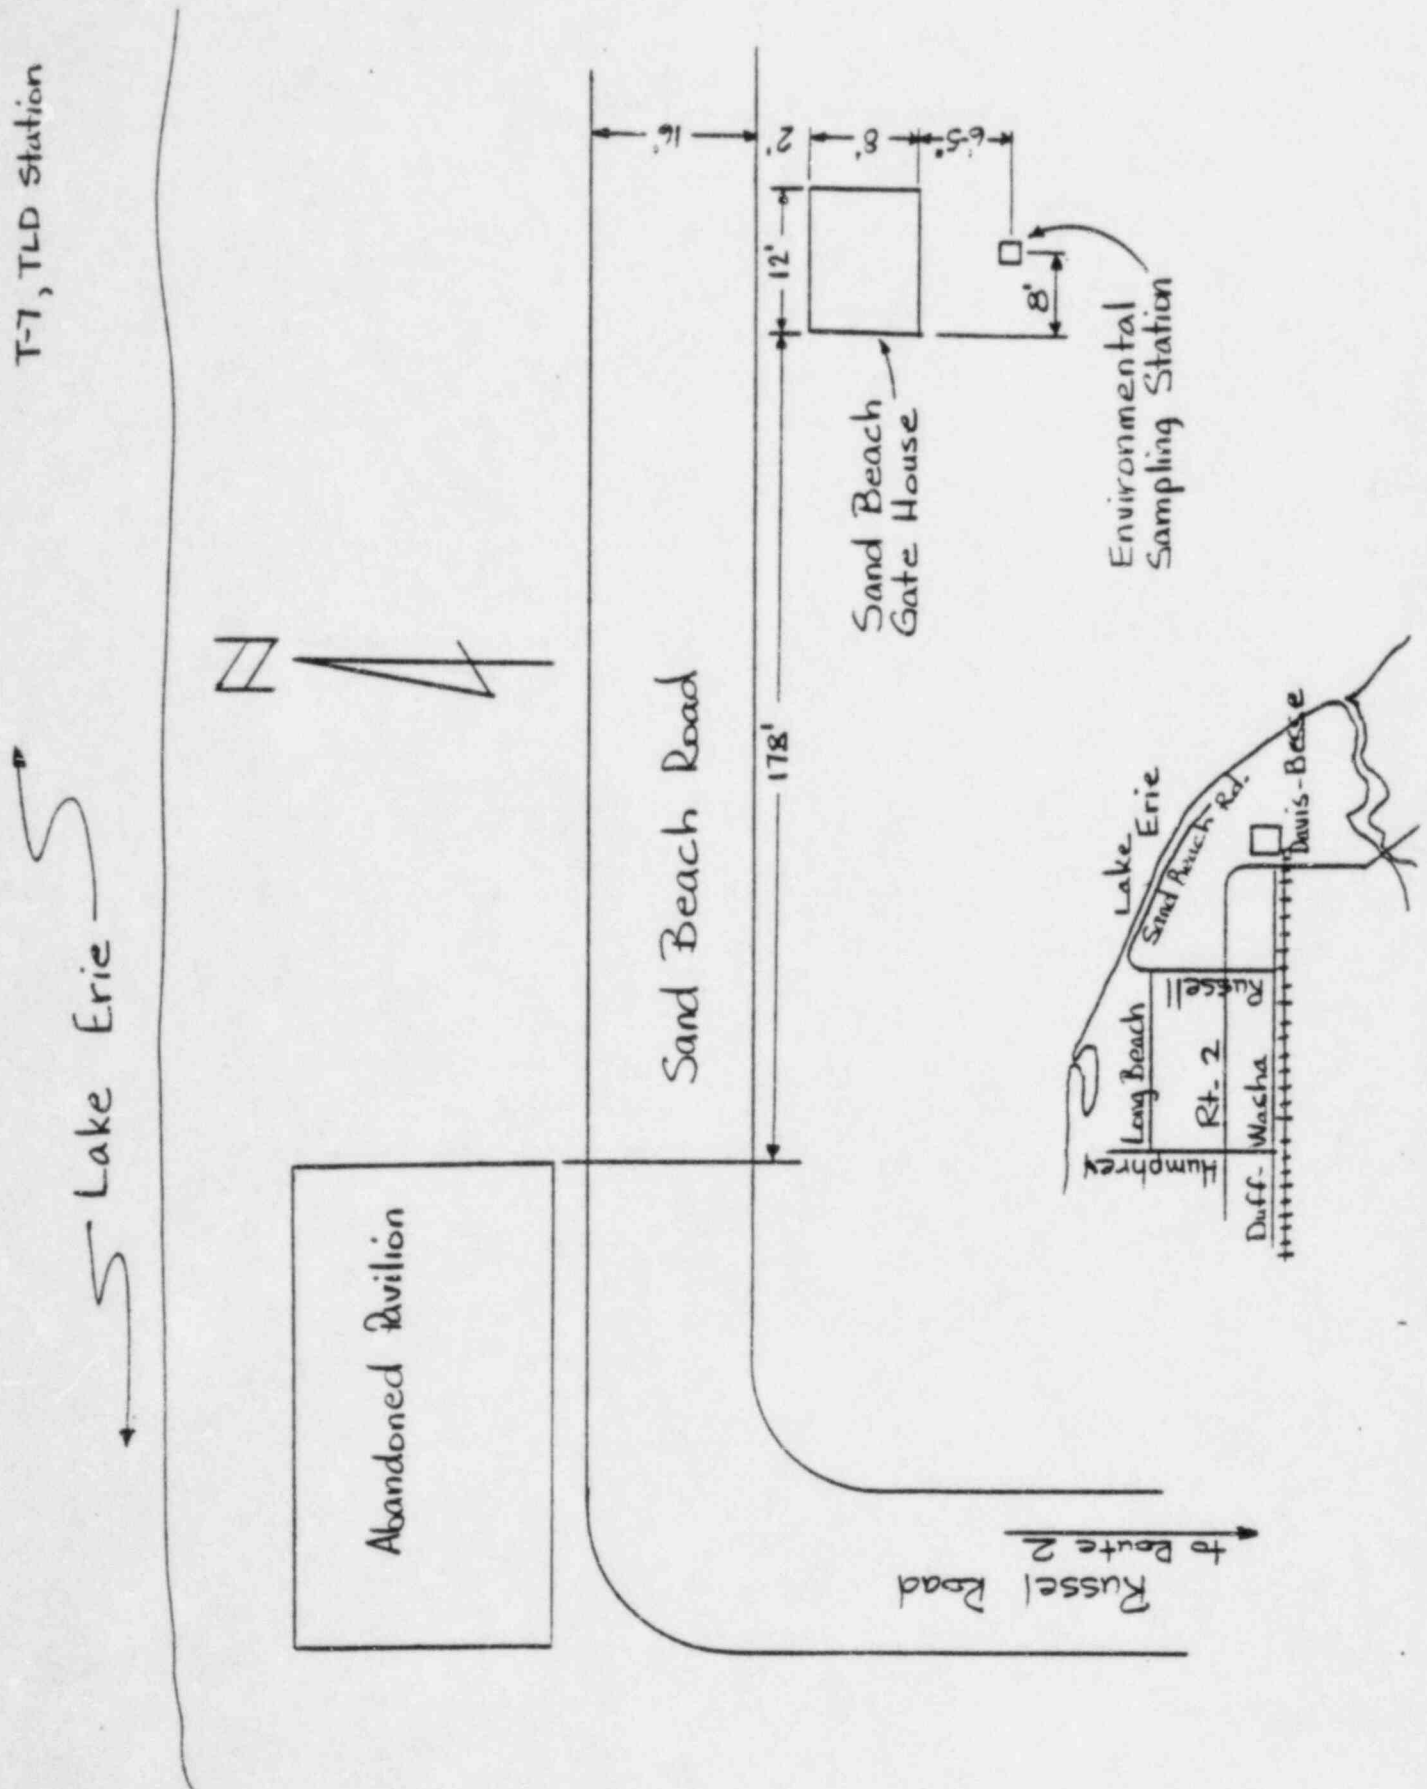 T-7, TLD Station
Lake Erie
N
Abandoned Pavilion
Sand Beach Road
16'
2'
8'
6'5"
12'
178'
8'
Sand Beach
Gate House
Environmental
Sampling Station
Russel Road
to Route 2
Lake
Erie
Sand Beach Rd.
Long Beach
Russell
Humphrey
Rt. 2
Duff-Washa
Davis-Besse